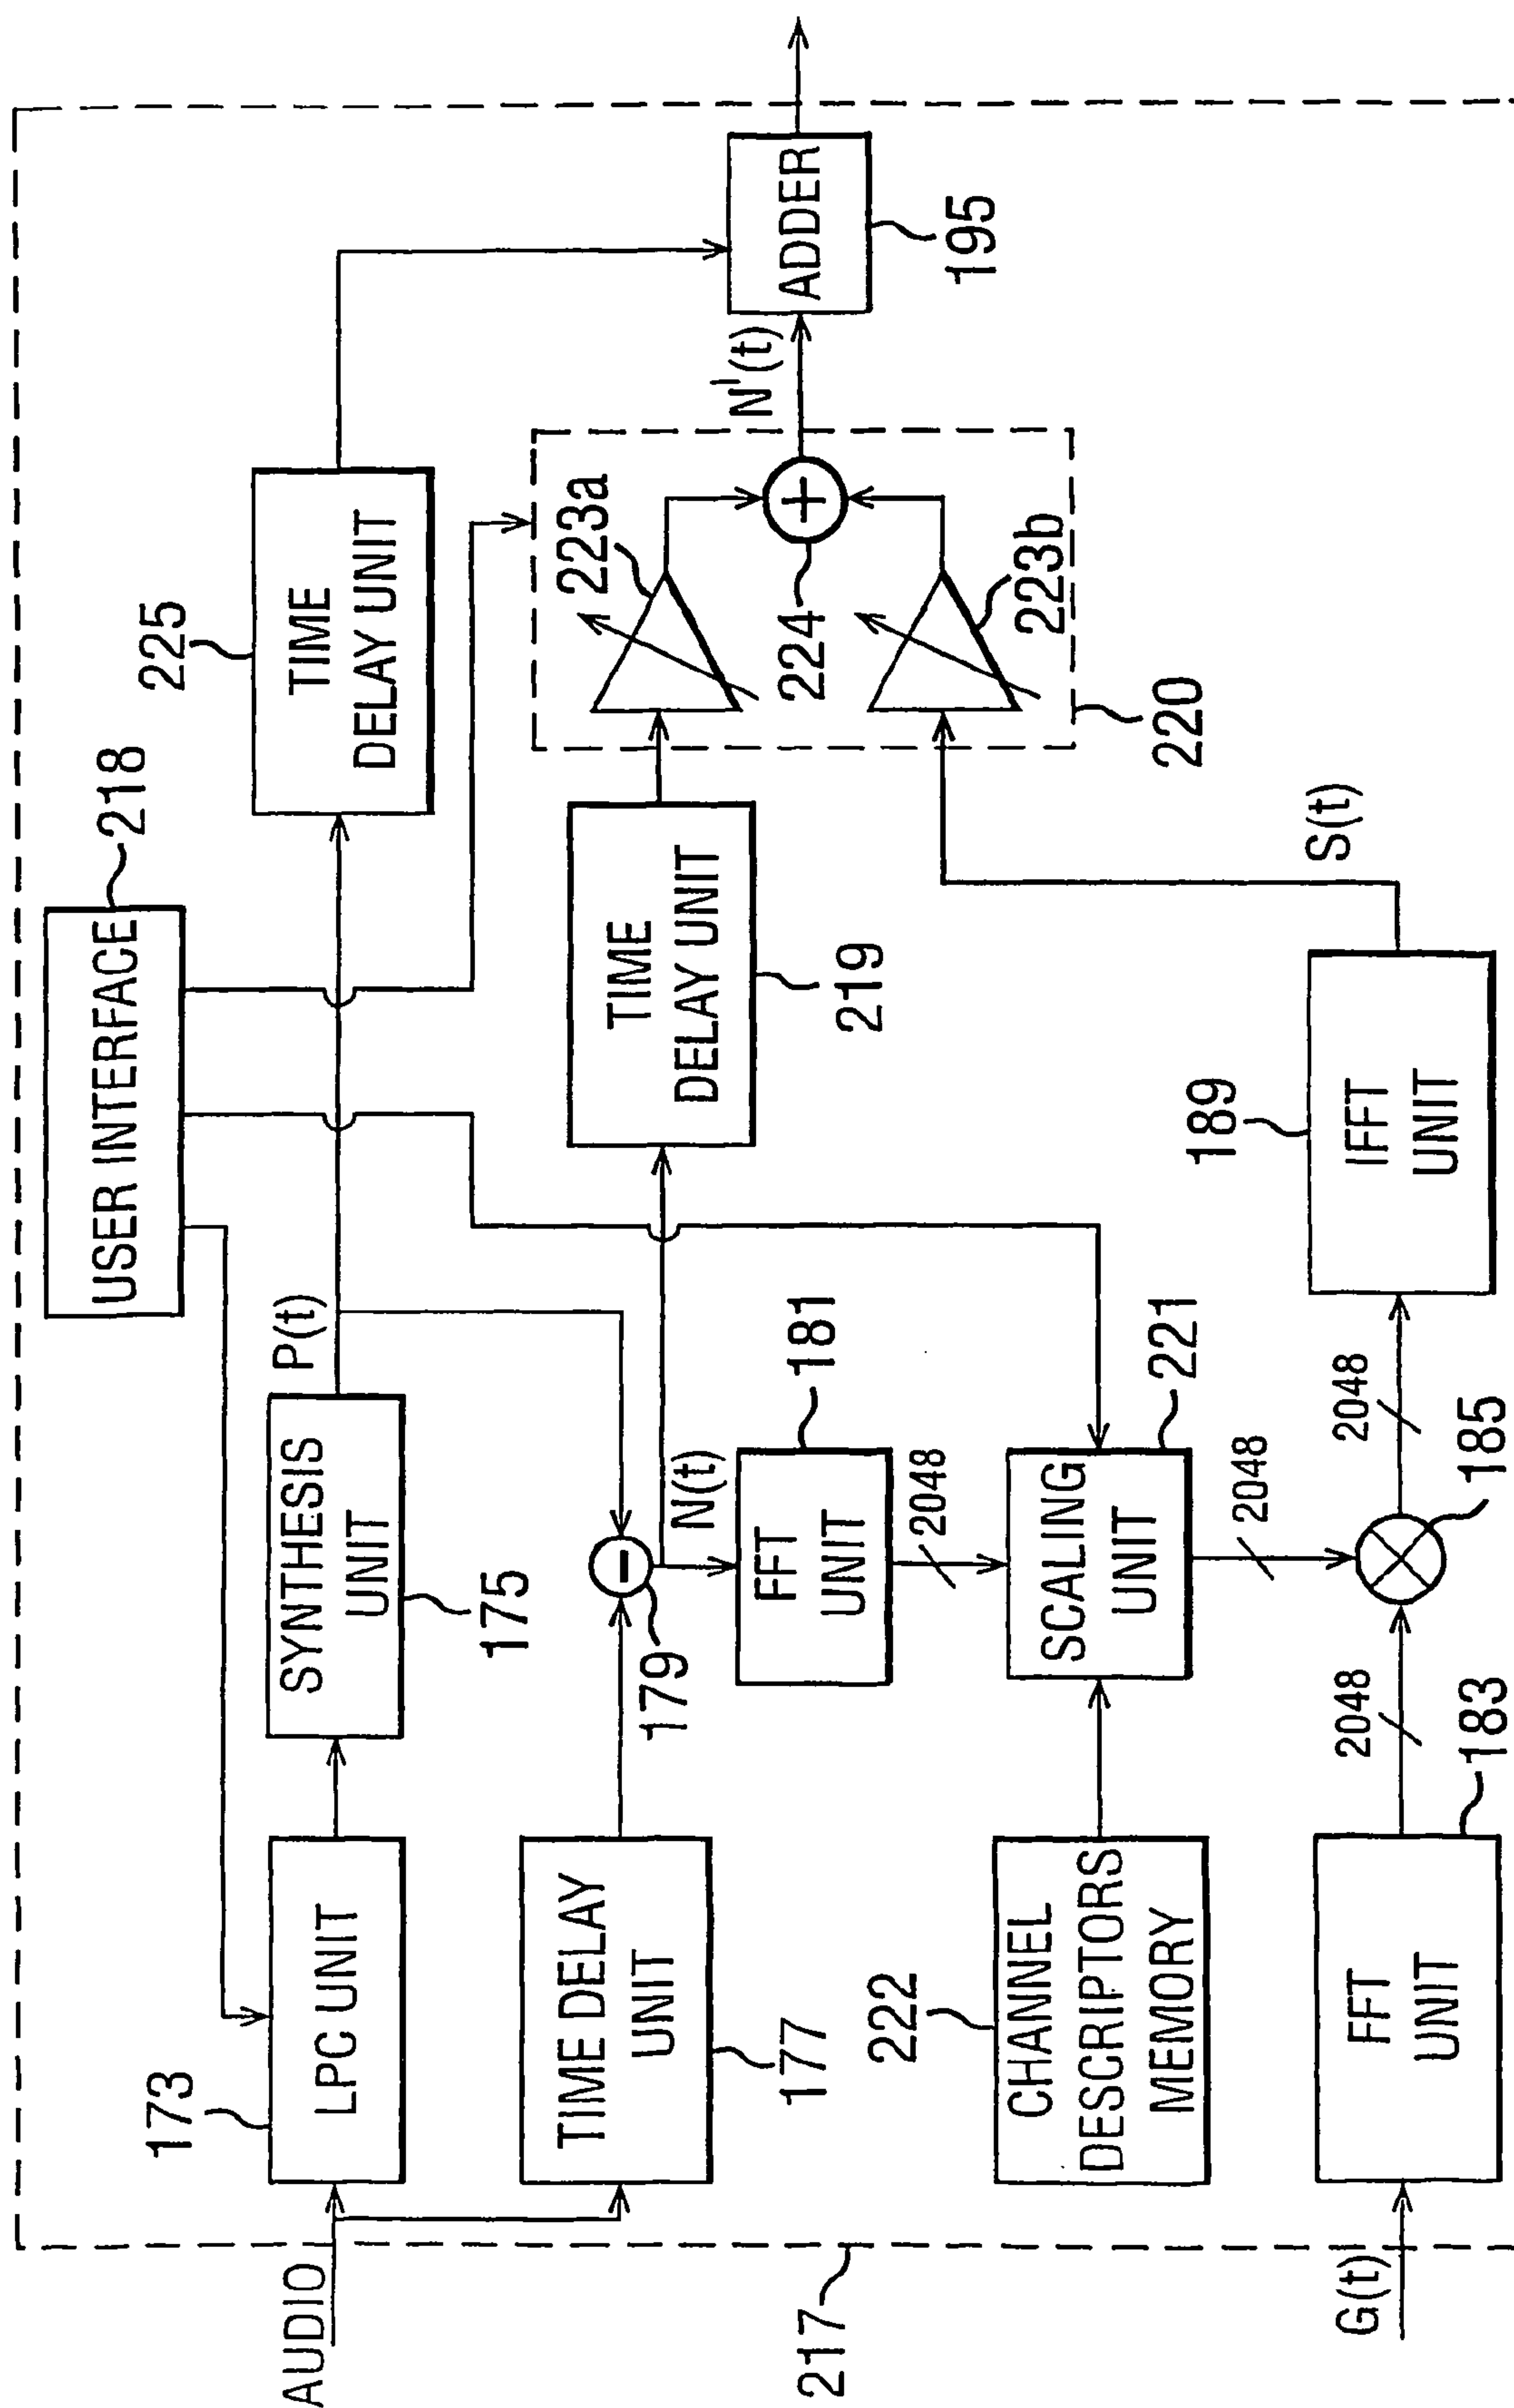 USER INTERFACE
218
225
TIME
DELAY UNIT
AUDIO
173
LPC UNIT
SYNTHESIS
UNIT
175
P(t)
TIME DELAY
UNIT
177
179
−
N(t)
TIME
DELAY UNIT
219
223a
+
224
223b
220
N'(t)
ADDER
195
FFT
UNIT
181
2048
222
CHANNEL
DESCRIPTORS
MEMORY
SCALING
UNIT
221
2048
217
G(t)
FFT
UNIT
183
2048
185
2048
189
IFFT
UNIT
S(t)